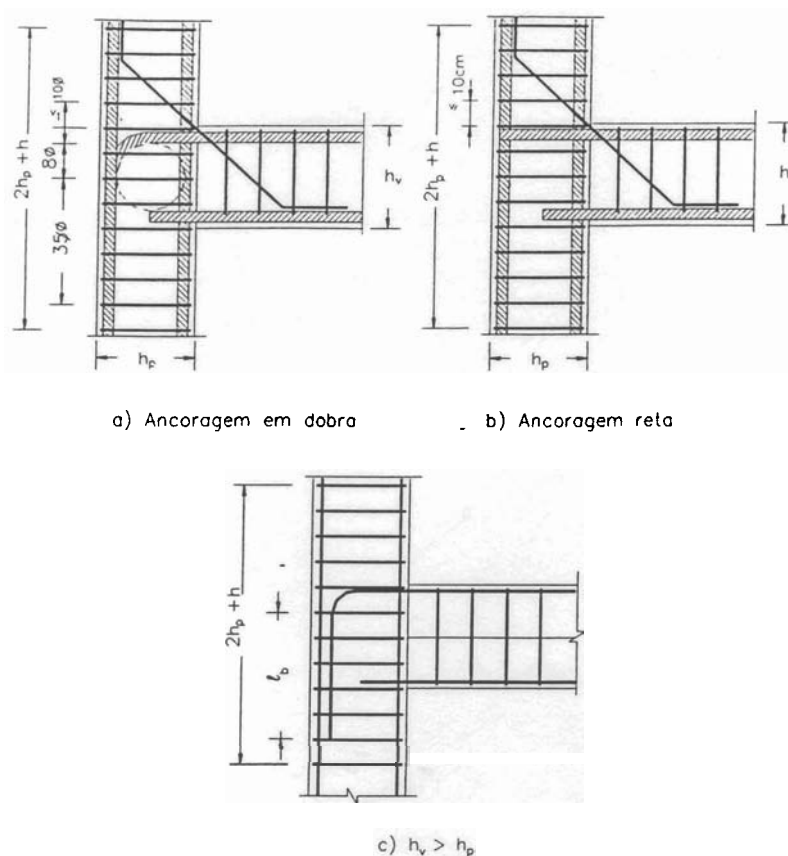 2hp + h
≤ 10ø
8ø
35ø
hv
hp
2hp + h
≤ 10cm
h
hp
a) Ancoragem em dobra
b) Ancoragem reta
2hp + h
ℓb
c) hv > hp